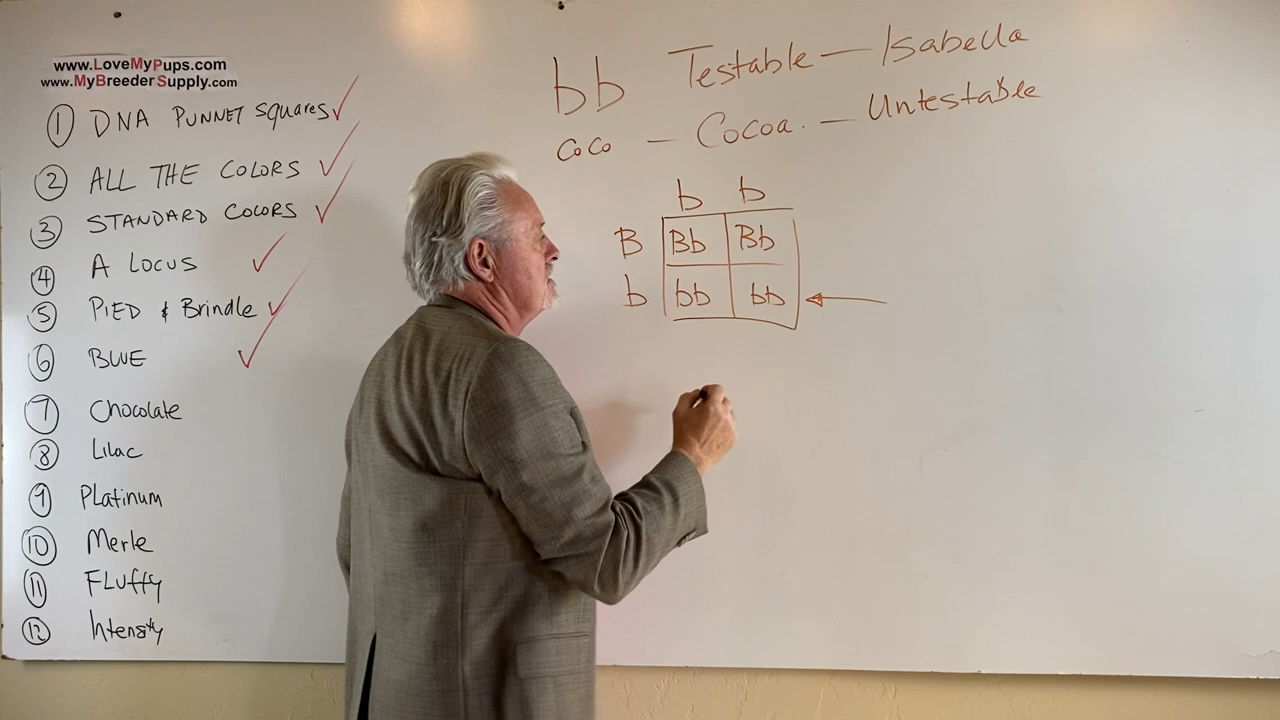 www.LoveMyPups.com
www.MyBreederSupply.com
1 DNA PUNNET SQUARES ✓
2 ALL THE COLORS ✓
3 STANDARD COLORS ✓
4 A LOCUS ✓
5 PiED & Brindle ✓
6 BLUE ✓
7 Chocolate
8 Lilac
9 Platinum
10 Merle
11 FLuffy
12 Intensity
bb Testable — Isabella
CoCo — Cocoa. — Untestable
b b
B Bb Bb
b bb bb